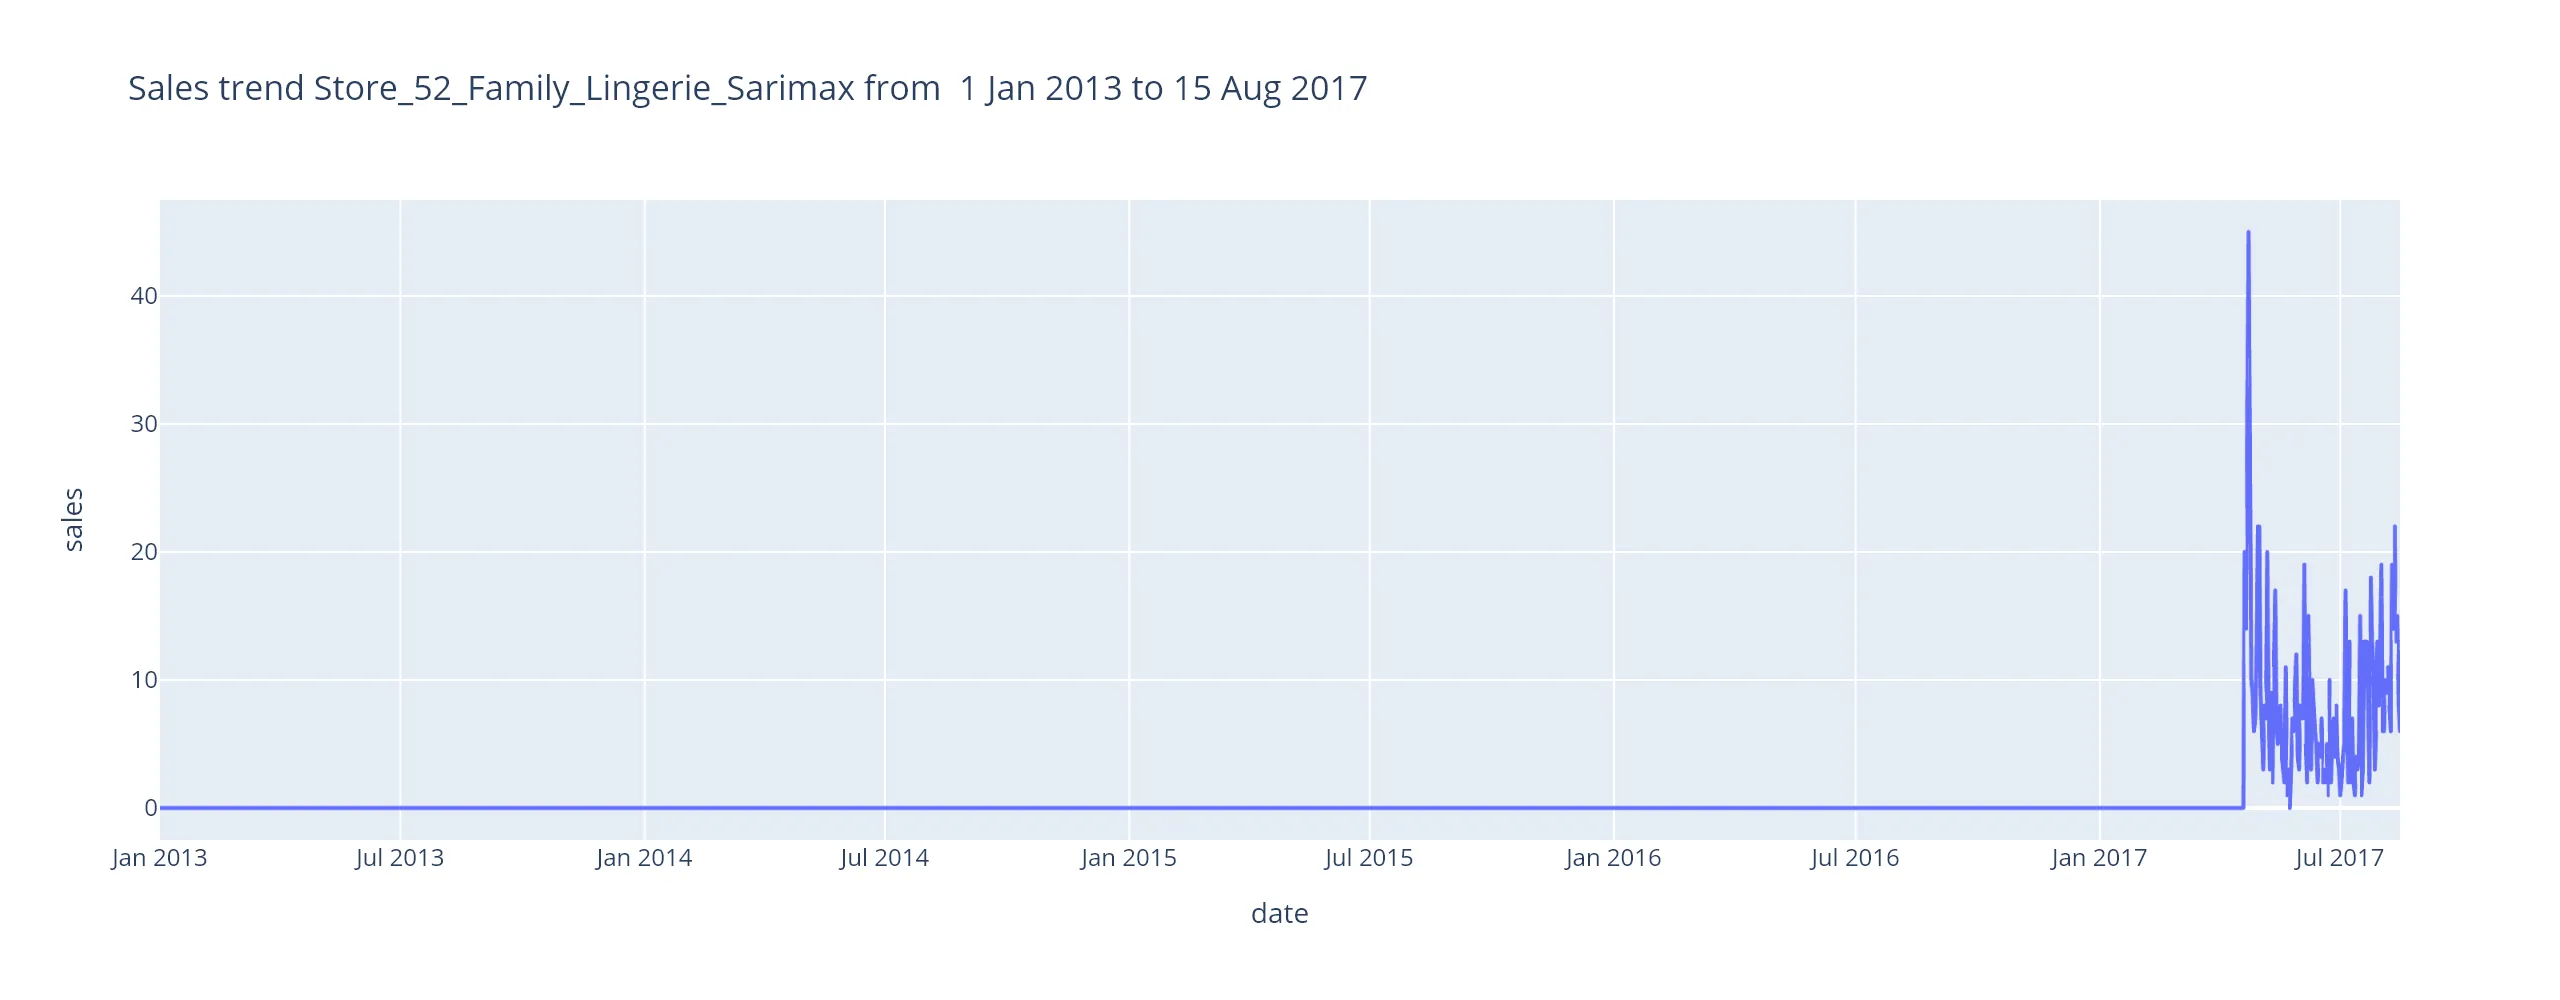 Sales trend Store_52_Family_Lingerie_Sarimax from  1 Jan 2013 to 15 Aug 2017
40
30
20
10
0
sales
Jan 2013 Jul 2013 Jan 2014 Jul 2014 Jan 2015 Jul 2015 Jan 2016 Jul 2016 Jan 2017 Jul 2017
date